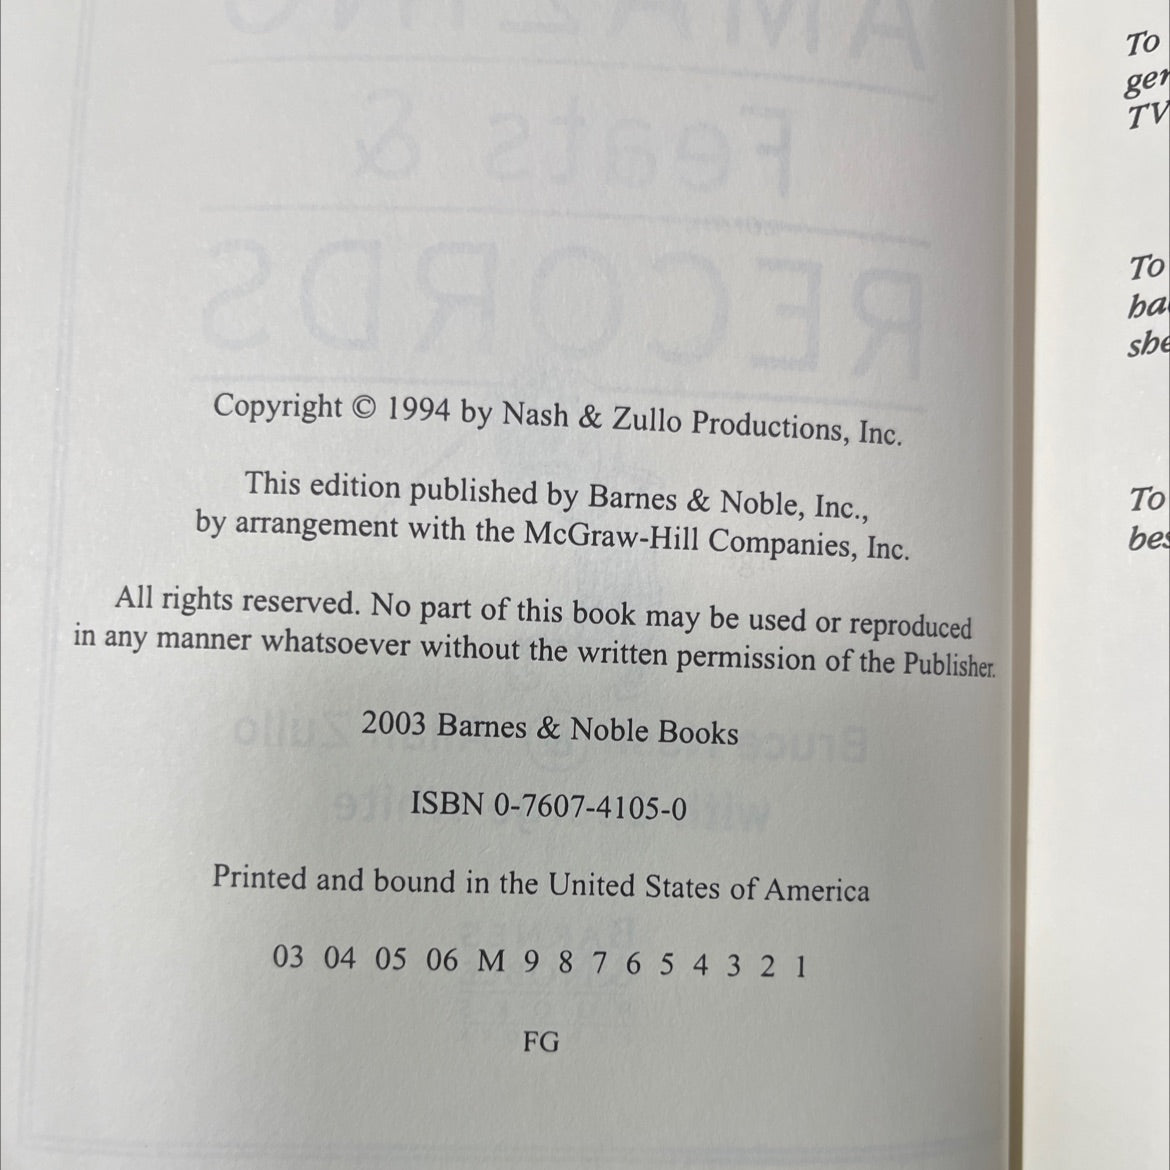 Copyright © 1994 by Nash & Zullo Productions, Inc.
This edition published by Barnes & Noble, Inc.,
by arrangement with the McGraw-Hill Companies, Inc.
All rights reserved. No part of this book may be used or reproduced
in any manner whatsoever without the written permission of the Publisher.
2003 Barnes & Noble Books
ISBN 0-7607-4105-0
Printed and bound in the United States of America
03 04 05 06 M 9 8 7 6 5 4 3 2 1
FG
To
TV
To
To